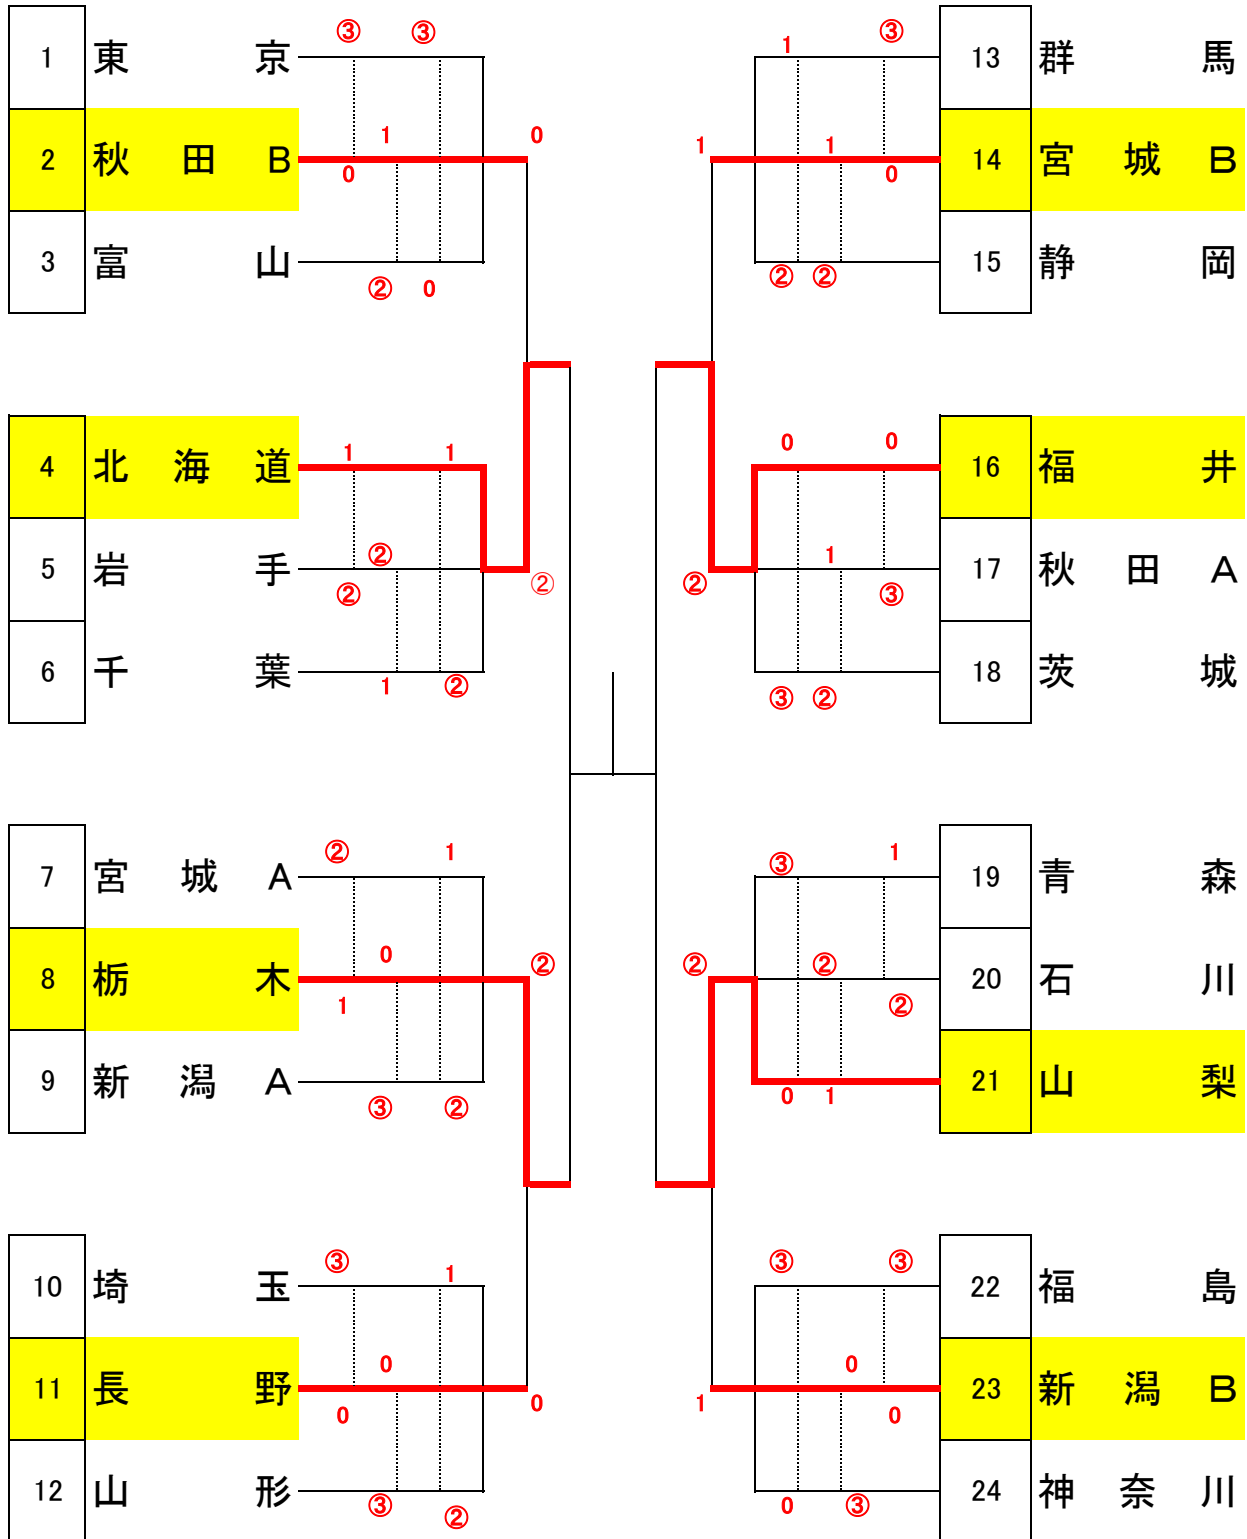 ③ ③
1 東京
1 0
2 秋田B
0
3 富山
② 0
1 1
4 北海道
②
5 岩手
② ②
6 千葉
1 ②
② 1
7 宮城A
0 ②
8 栃木
1
9 新潟A
③ ②
③ 1
10 埼玉
0
11 長野
0 0
12 山形
③ ②
1 ③
13 群馬
1 1
14 宮城B
0
15 静岡
② ②
0 0
16 福井
1
17 秋田A
② ③
18 茨城
③ ②
③ 1
19 青森
② ②
20 石川
②
21 山梨
0 1
③ ③
22 福島
0
23 新潟B
1 0
24 神奈川
0 ③